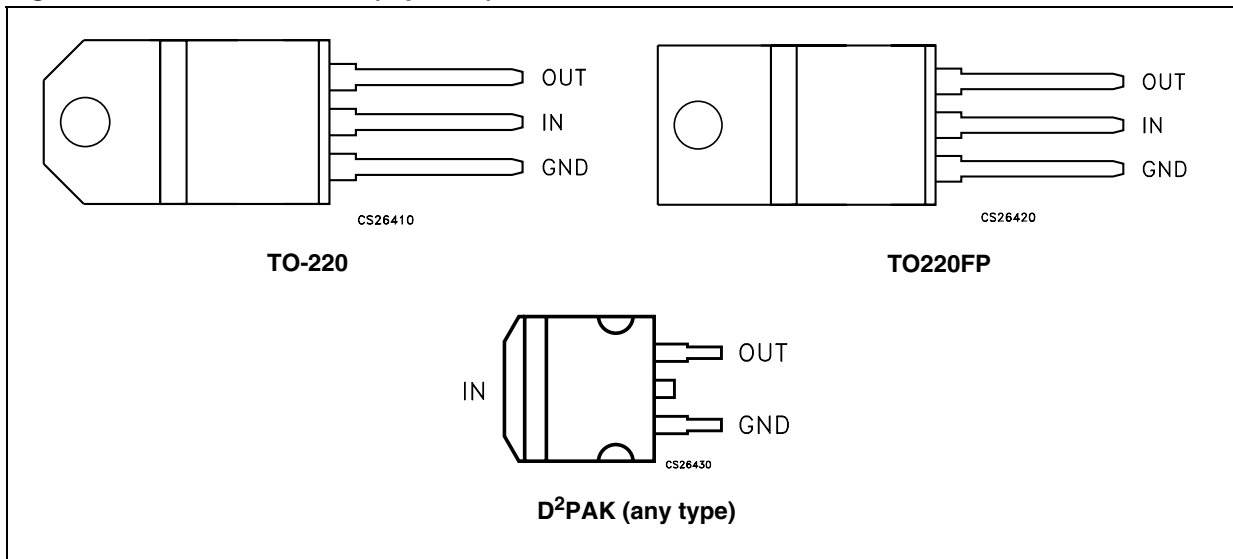 OUT
IN
GND
CS26410
TO-220
OUT
IN
GND
CS26420
TO220FP
IN
OUT
GND
CS26430
D²PAK (any type)